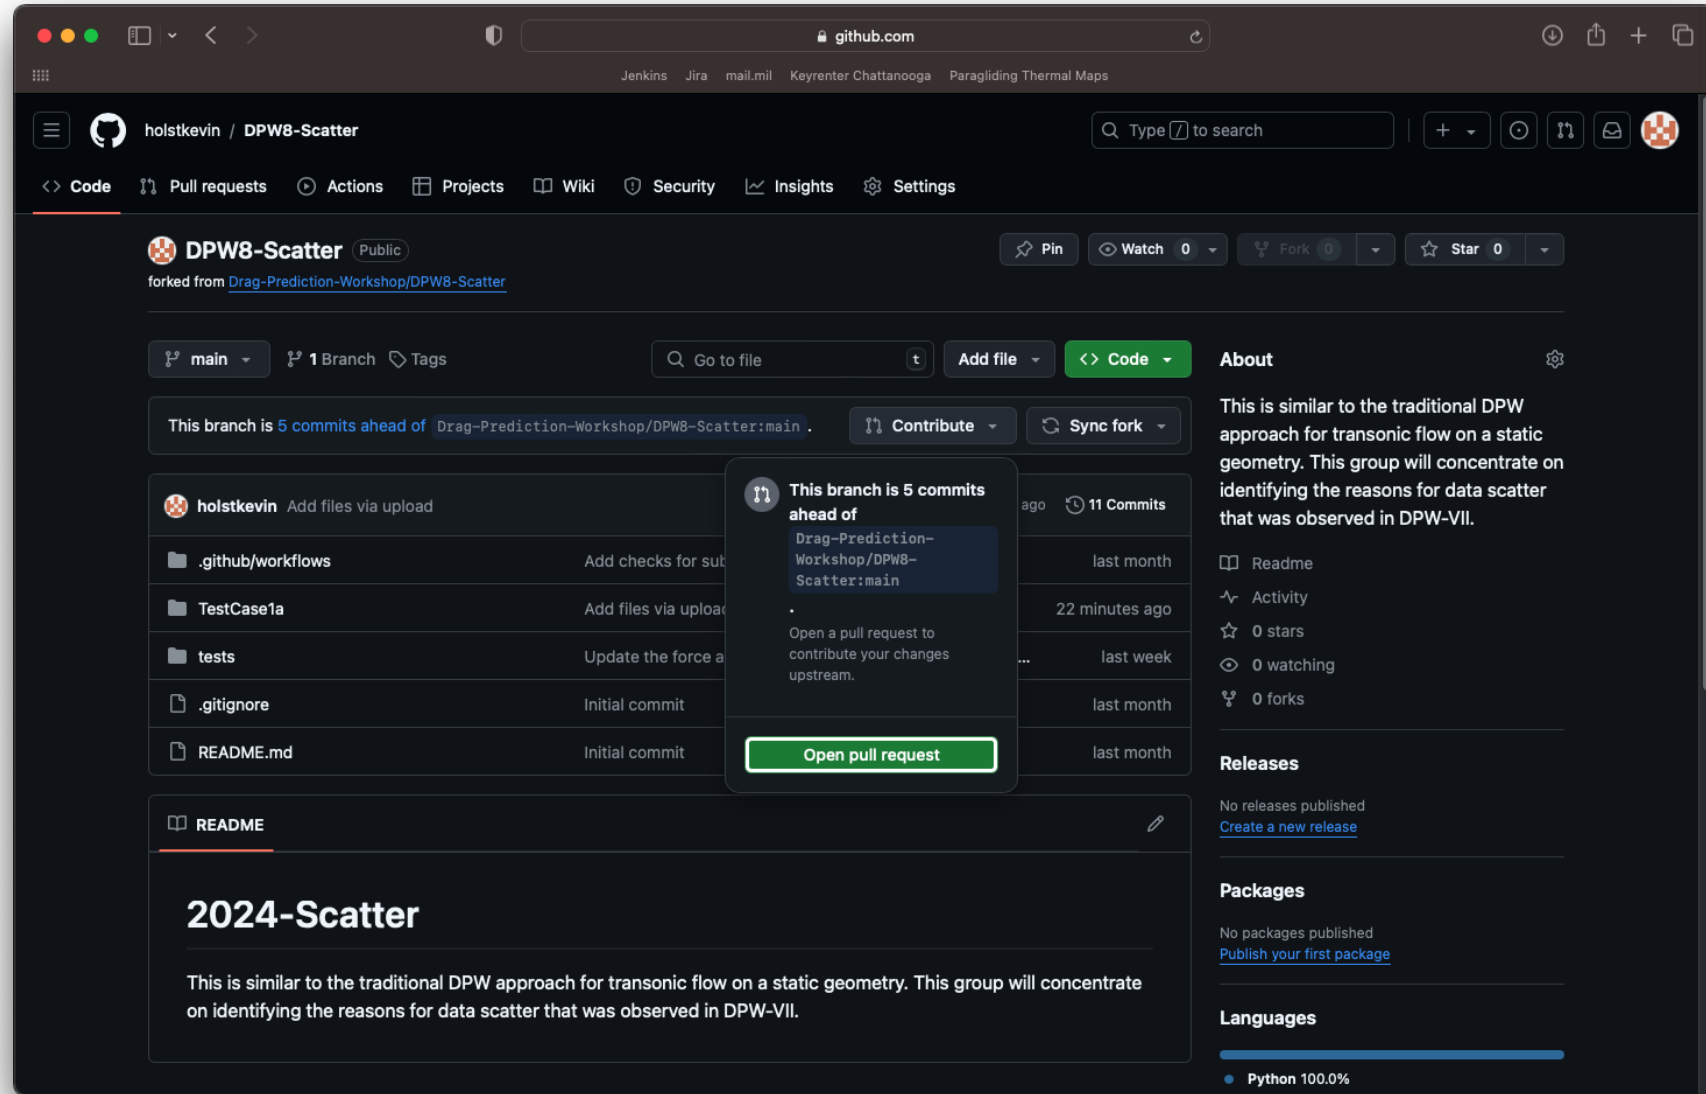 github.com
Jenkins Jira mail.mil Keyrenter Chattanooga Paragliding Thermal Maps
holstkevin / DPW8-Scatter
Type / to search
Code Pull requests Actions Projects Wiki Security Insights Settings
DPW8-Scatter Public
Pin Watch 0 Fork 0 Star 0
forked from Drag-Prediction-Workshop/DPW8-Scatter
main 1 Branch Tags
Go to file t
Add file
<> Code
This branch is 5 commits ahead of Drag-Prediction-Workshop/DPW8-Scatter:main .
Contribute Sync fork
This branch is 5 commits
ahead of
Drag-Prediction-
Workshop/DPW8-
Scatter:main
.
Open a pull request to
contribute your changes
upstream.
Open pull request
holstkevin Add files via upload ago 11 Commits
.github/workflows Add checks for sub last month
TestCase1a Add files via upload 22 minutes ago
tests Update the force a ... last week
.gitignore Initial commit last month
README.md Initial commit last month
README
2024-Scatter
This is similar to the traditional DPW approach for transonic flow on a static geometry. This group will concentrate
on identifying the reasons for data scatter that was observed in DPW-VII.
About
This is similar to the traditional DPW
approach for transonic flow on a static
geometry. This group will concentrate on
identifying the reasons for data scatter
that was observed in DPW-VII.
Readme
Activity
0 stars
0 watching
0 forks
Releases
No releases published
Create a new release
Packages
No packages published
Publish your first package
Languages
Python 100.0%